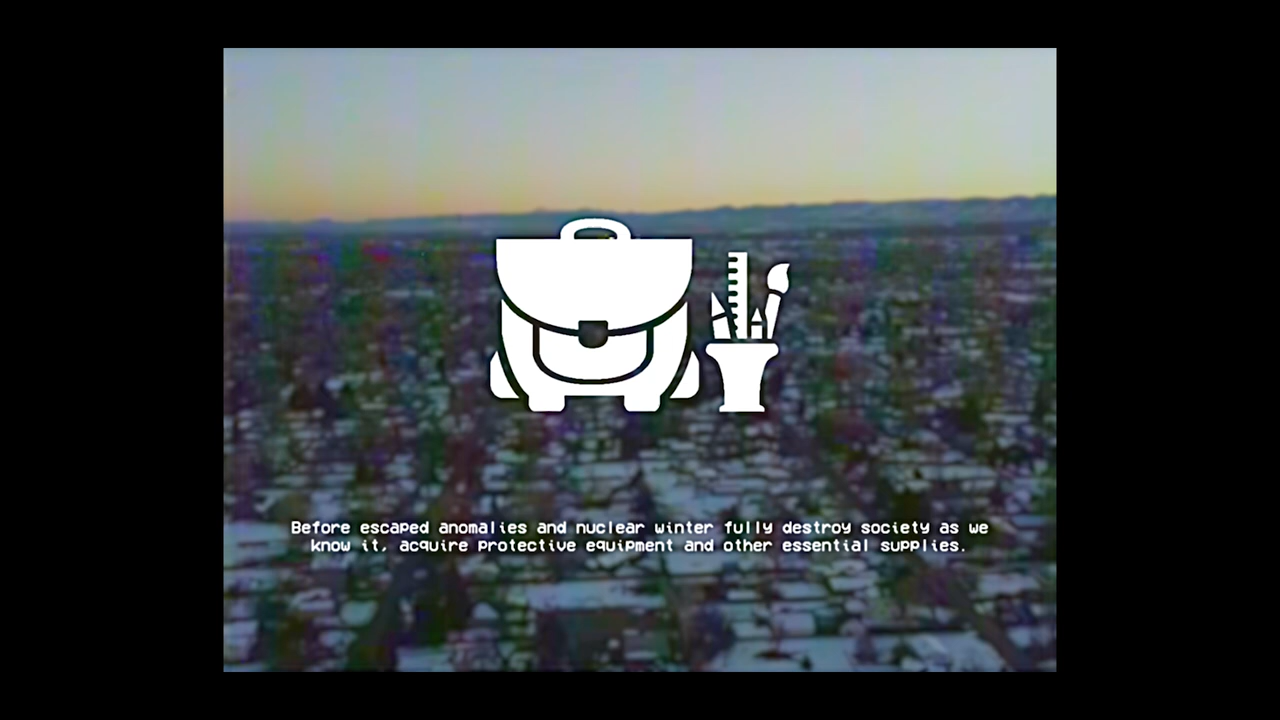 Before escaped anomalies and nuclear winter fully destroy society as we
know it, acquire protective equipment and other essential supplies.